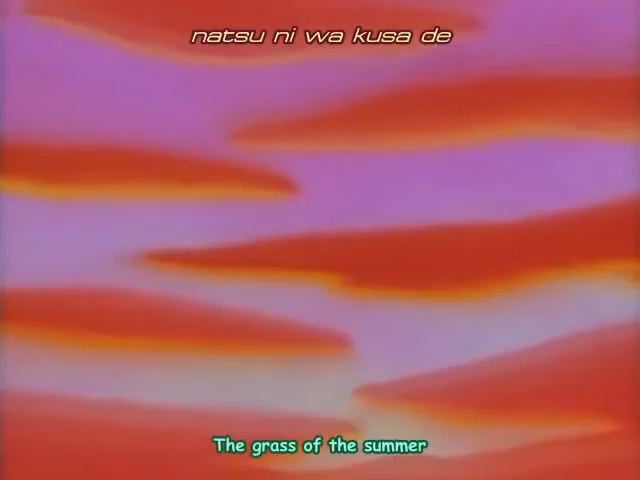 natsu ni wa kusa de
The grass of the summer